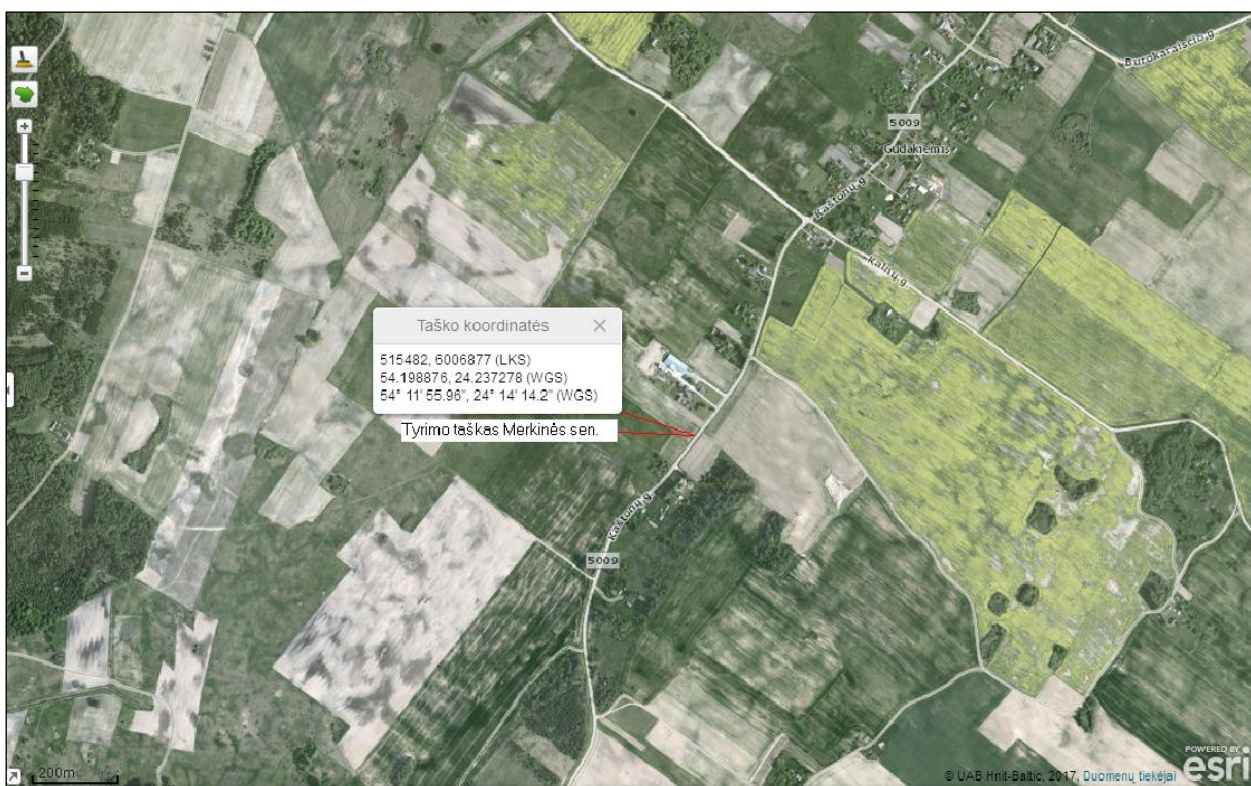 Burokaraisčio g.
5009
Gudakiemis
Kaštonų g.
Kalnų g.
Taško koordinatės
515482, 6006877 (LKS)
54.198876, 24.237278 (WGS)
54° 11' 55.96", 24° 14' 14.2" (WGS)
Tyrimo taškas Merkinės sen.
Kaštonų g.
5009
200m
POWERED BY
esri
© UAB Hnit-Baltic, 2017, Duomenų tiekėjai